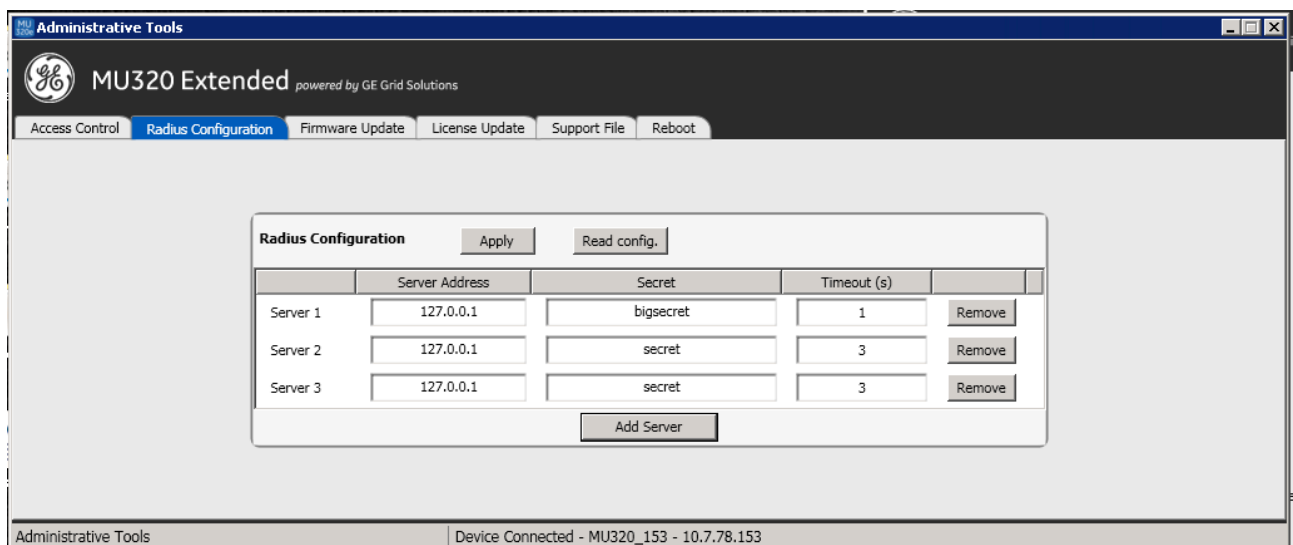 MU 320e Administrative Tools
GE MU320 Extended powered by GE Grid Solutions
Access Control Radius Configuration Firmware Update License Update Support File Reboot
Radius Configuration Apply Read config.
Server Address Secret Timeout (s)
Server 1 127.0.0.1 bigsecret 1 Remove
Server 2 127.0.0.1 secret 3 Remove
Server 3 127.0.0.1 secret 3 Remove
Add Server
Administrative Tools Device Connected - MU320_153 - 10.7.78.153